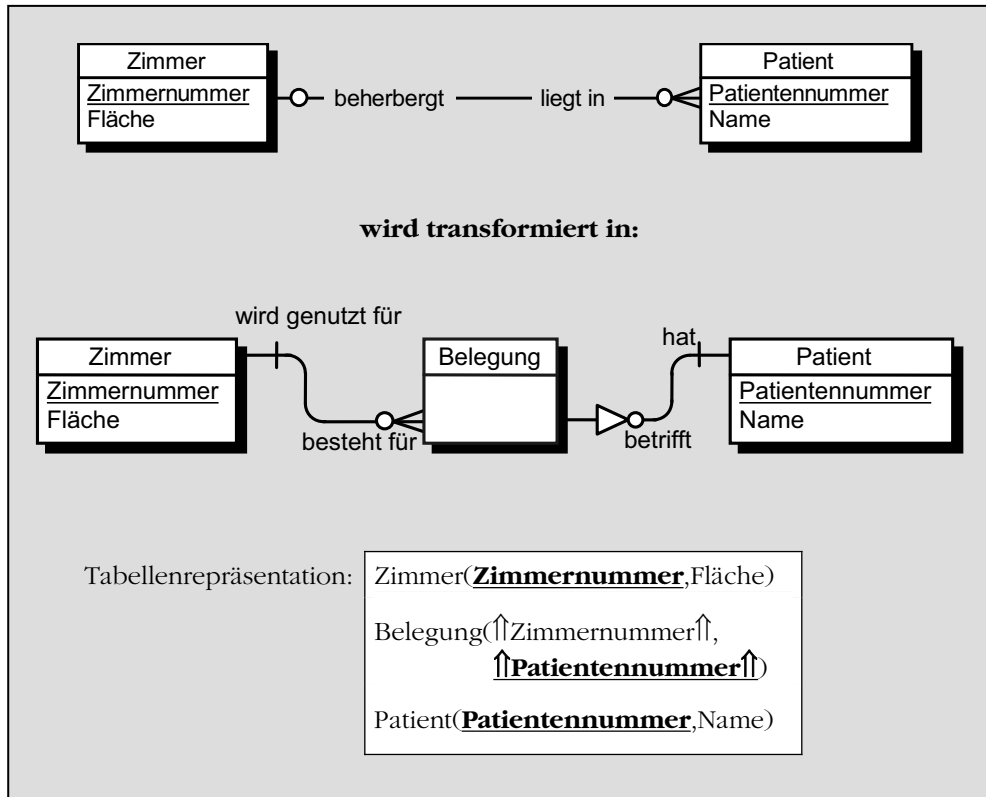 Zimmer
Zimmernummer
Fläche
beherbergt
liegt in
Patient
Patientennummer
Name
wird transformiert in:
wird genutzt für
Zimmer
Zimmernummer
Fläche
besteht für
Belegung
hat
betrifft
Patient
Patientennummer
Name
Tabellenrepräsentation:
Zimmer(Zimmernummer,Fläche)
Belegung(⇑Zimmernummer⇑,
⇑Patientennummer⇑)
Patient(Patientennummer,Name)